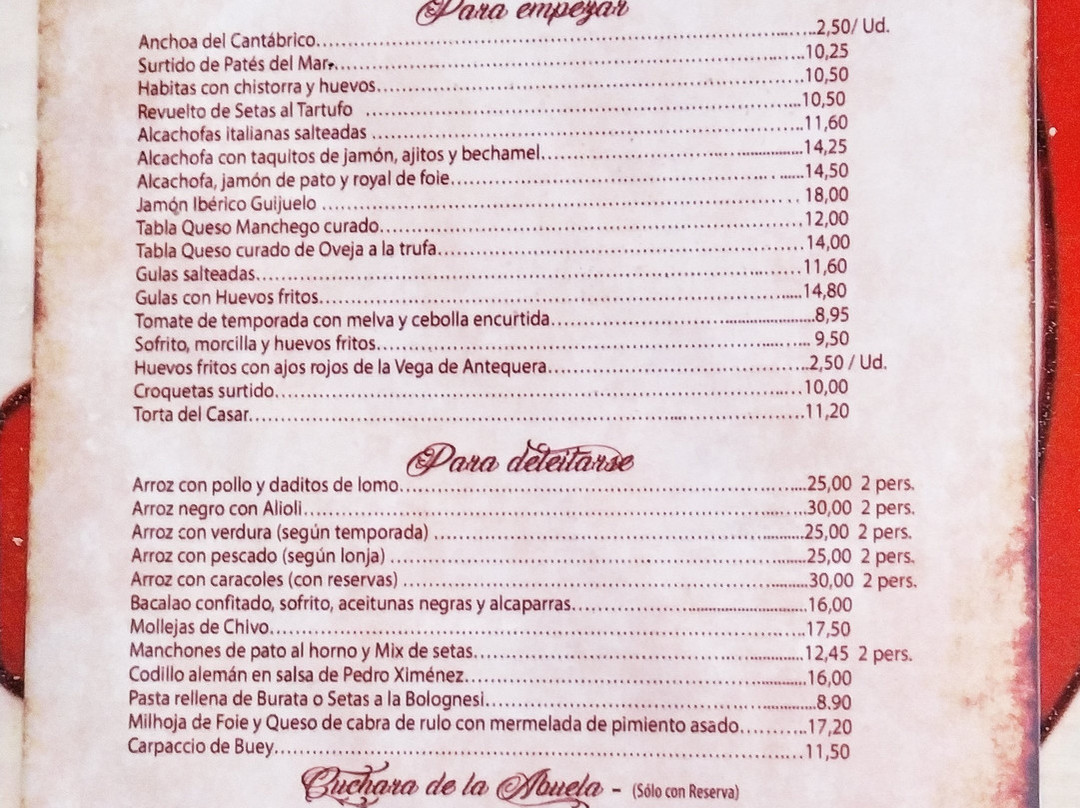 Para empezar
Anchoa del Cantábrico........2,50/ Ud.
Surtido de Patés del Mar........10,25
Habitas con chistorra y huevos........10,50
Revuelto de Setas al Tartufo ........10,50
Alcachofas italianas salteadas ........11,60
Alcachofa con taquitos de jamón, ajitos y bechamel........14,25
Alcachofa, jamón de pato y royal de foie........14,50
Jamón Ibérico Guijuelo ........18,00
Tabla Queso Manchego curado........12,00
Tabla Queso curado de Oveja a la trufa........14,00
Gulas salteadas........11,60
Gulas con Huevos fritos........14,80
Tomate de temporada con melva y cebolla encurtida........8,95
Sofrito, morcilla y huevos fritos........9,50
Huevos fritos con ajos rojos de la Vega de Antequera........2,50 / Ud.
Croquetas surtido........10,00
Torta del Casar........11,20
Para deleitarse
Arroz con pollo y daditos de lomo........25,00 2 pers.
Arroz negro con Alioli........30,00 2 pers.
Arroz con verdura (según temporada) ........25,00 2 pers.
Arroz con pescado (según lonja) ........25,00 2 pers.
Arroz con caracoles (con reservas) ........30,00 2 pers.
Bacalao confitado, sofrito, aceitunas negras y alcaparras........16,00
Mollejas de Chivo........17,50
Manchones de pato al horno y Mix de setas........12,45 2 pers.
Codillo alemán en salsa de Pedro Ximénez........16,00
Pasta rellena de Burata o Setas a la Bolognesi........8.90
Milhoja de Foie y Queso de cabra de rulo con mermelada de pimiento asado........17,20
Carpaccio de Buey........11,50
Cuchara de la Abuela - (Sólo con Reserva)